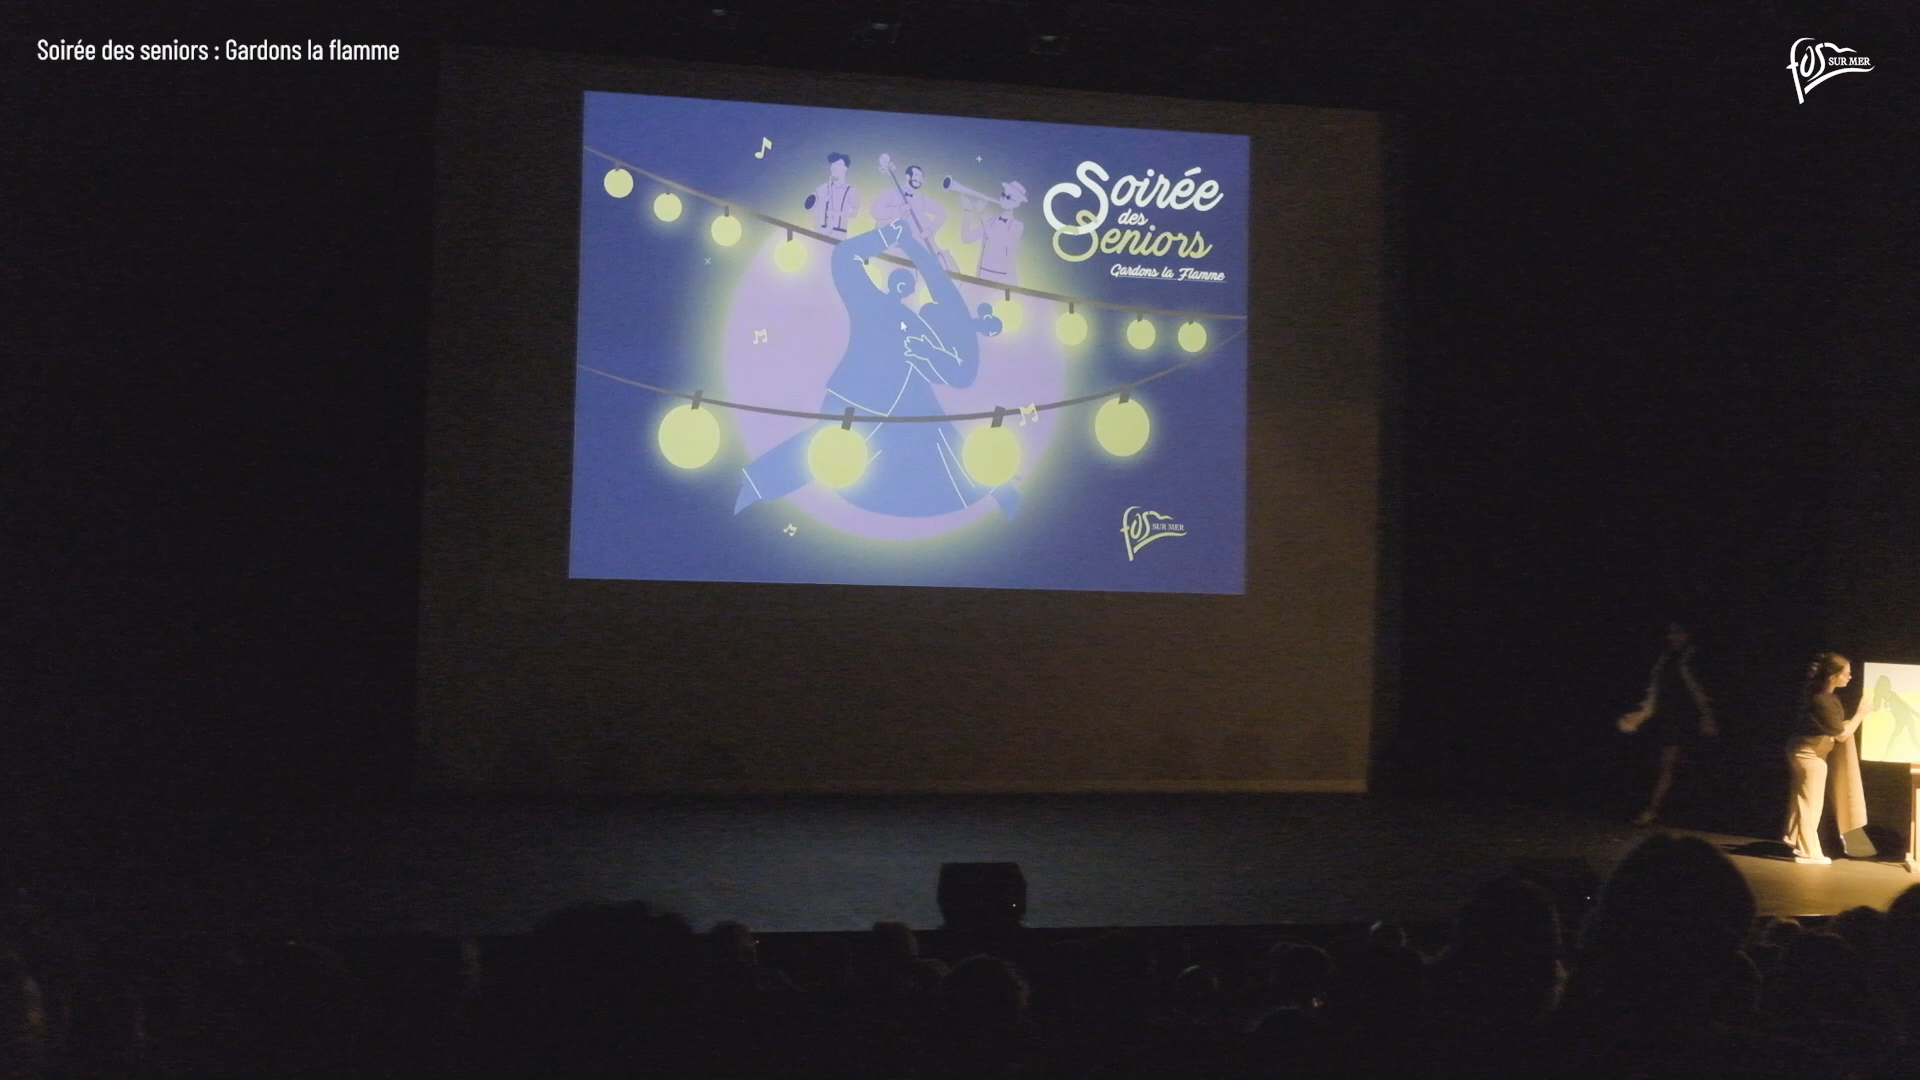 Soirée des seniors : Gardons la flamme
fos SUR MER
Soirée
des
Seniors
Gardons la Flamme
fos SUR MER